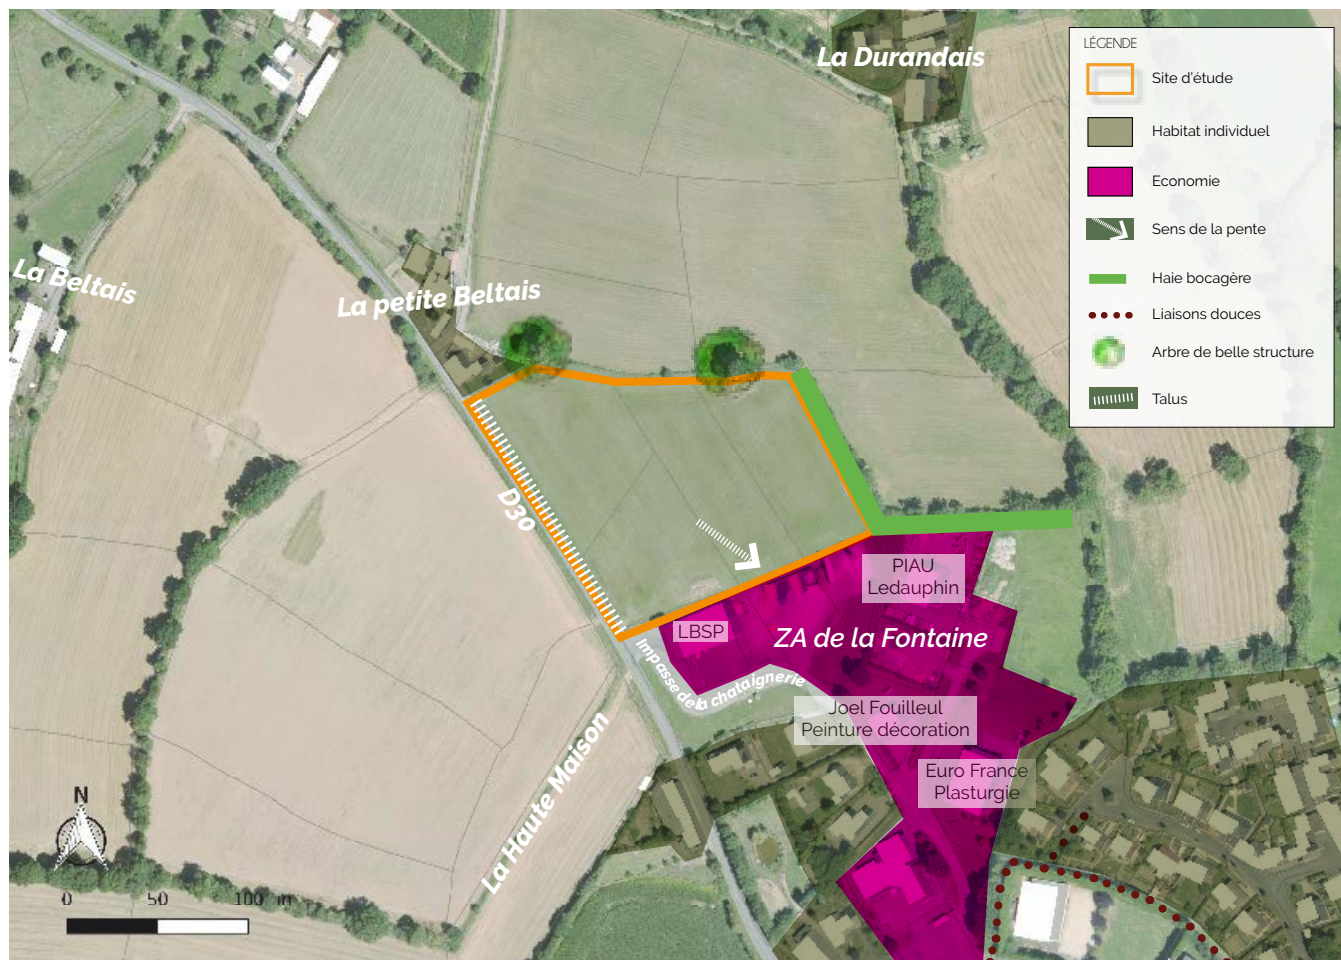 La Durandais
LÉGENDE
Site d'étude
Habitat individuel
Economie
Sens de la pente
Haie bocagère
Liaisons douces
Arbre de belle structure
Talus
La Beltais
La petite Beltais
D30
PIAU
Ledauphin
LBSP
ZA de la Fontaine
Impasse de la chataignerie
Joel Fouilleul
Peinture décoration
Euro France
Plasturgie
La Haute Maison
N
0 50 100 m